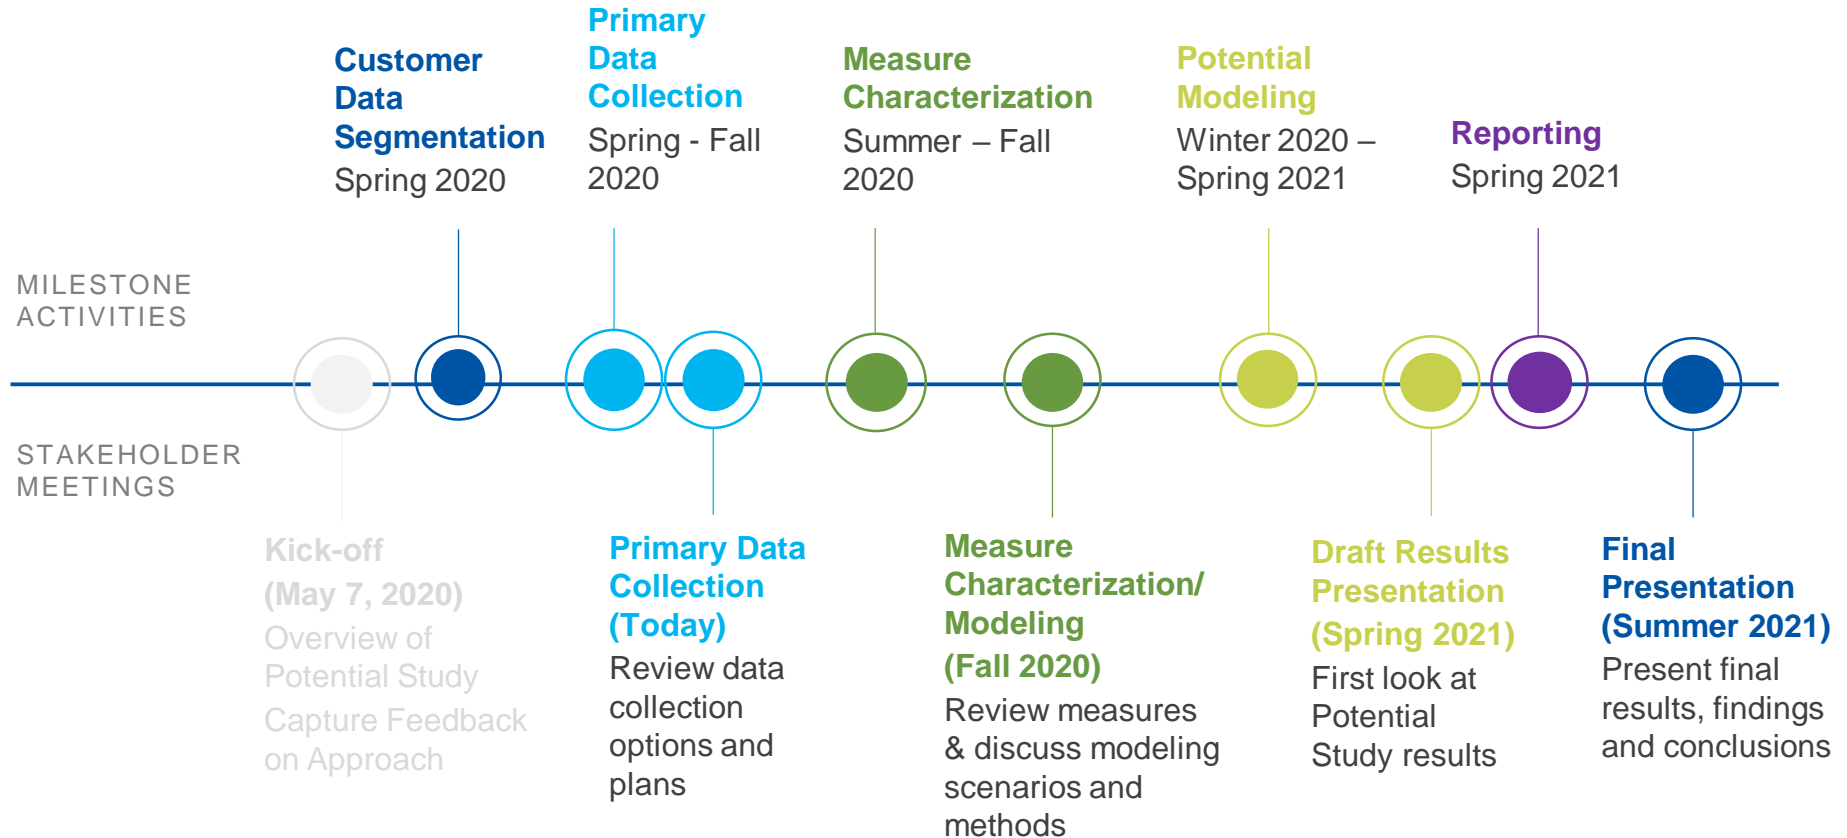 Customer
Data
Segmentation
Spring 2020
Primary
Data
Collection
Spring - Fall
2020
Measure
Characterization
Summer – Fall
2020
Potential
Modeling
Winter 2020 –
Spring 2021
Reporting
Spring 2021
MILESTONE
ACTIVITIES
STAKEHOLDER
MEETINGS
Kick-off
(May 7, 2020)
Overview of
Potential Study
Capture Feedback
on Approach
Primary Data
Collection
(Today)
Review data
collection
options and
plans
Measure
Characterization/
Modeling
(Fall 2020)
Review measures
& discuss modeling
scenarios and
methods
Draft Results
Presentation
(Spring 2021)
First look at
Potential
Study results
Final
Presentation
(Summer 2021)
Present final
results, findings
and conclusions